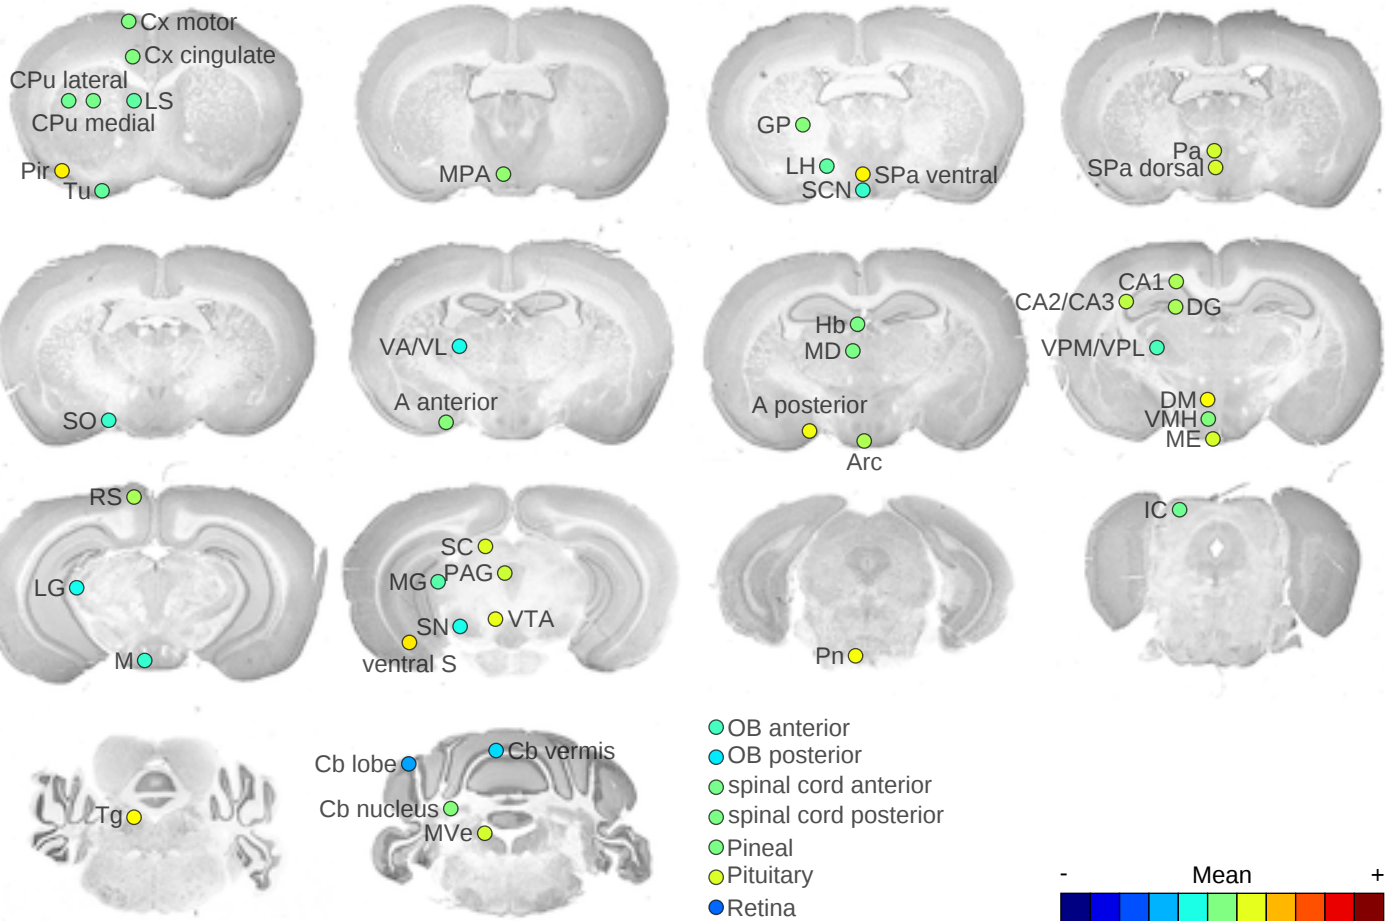 Cx motor
Cx cingulate
CPu lateral
LS
CPu medial
Pir
Tu
MPA
GP
LH
SPa ventral
SCN
Pa
SPa dorsal
SO
VA/VL
A anterior
Hb
MD
A posterior
Arc
CA1
CA2/CA3
DG
VPM/VPL
DM
VMH
ME
RS
LG
M
SC
PAG
MG
VTA
SN
ventral S
Pn
IC
Tg
Cb lobe
Cb vermis
Cb nucleus
MVe
OB anterior
OB posterior
spinal cord anterior
spinal cord posterior
Pineal
Pituitary
Retina
- Mean +